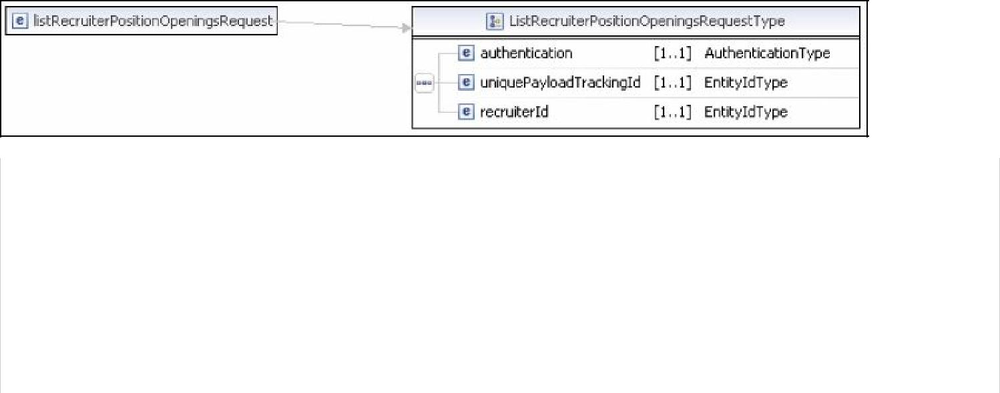 e listRecruiterPositionOpeningsRequest
ListRecruiterPositionOpeningsRequestType
e authentication [1..1] AuthenticationType
e uniquePayloadTrackingId [1..1] EntityIdType
e recruiterId [1..1] EntityIdType